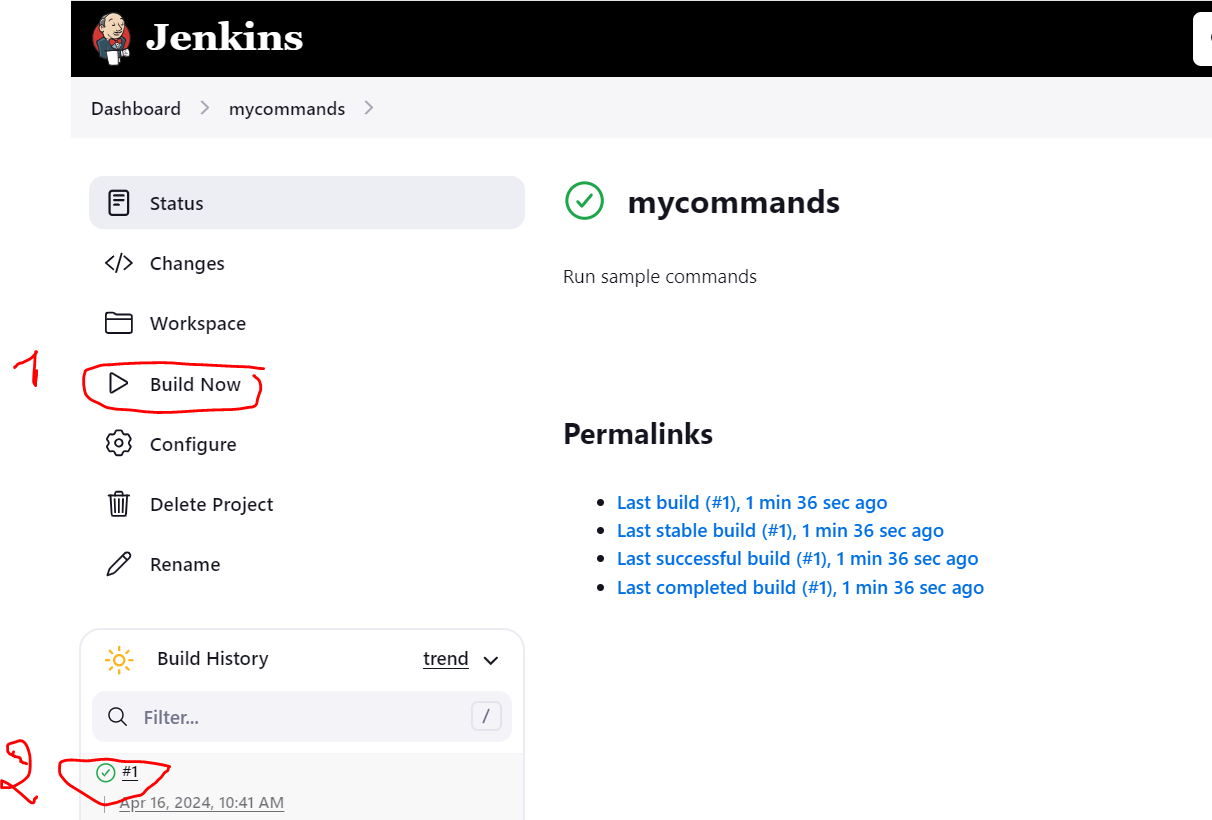 Jenkins
Dashboard > mycommands >
Status
Changes
Workspace
1
Build Now
Configure
Delete Project
Rename
mycommands
Run sample commands
Permalinks
• Last build (#1), 1 min 36 sec ago
• Last stable build (#1), 1 min 36 sec ago
• Last successful build (#1), 1 min 36 sec ago
• Last completed build (#1), 1 min 36 sec ago
Build History trend
Filter... /
2
#1
Apr 16, 2024, 10:41 AM